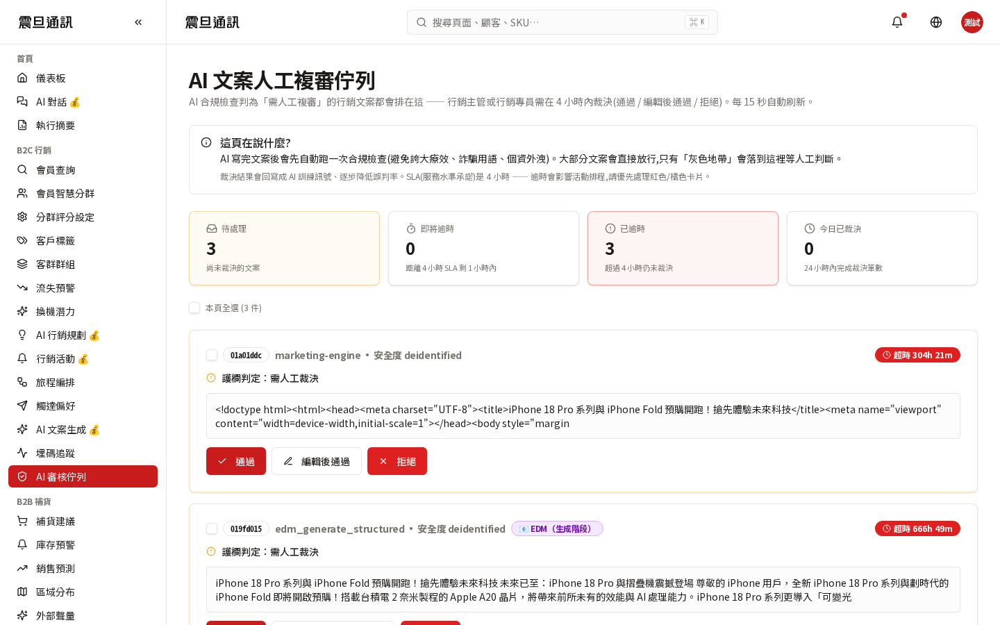 震旦通訊
首頁
儀表板
AI 對話 💰
執行摘要
B2C 行銷
會員查詢
會員智慧分群
分群評分設定
客戶標籤
客群群組
流失預警
換機潛力
AI 行銷規劃 💰
行銷活動 💰
旅程編排
觸達偏好
AI 文案生成 💰
埋碼追蹤
AI 審核佇列
B2B 補貨
補貨建議
庫存預警
銷售預測
區域分布
外部聲量
震旦通訊
搜尋頁面、顧客、SKU…
⌘ K
測試
AI 文案人工複審佇列
AI 合規檢查判為「需人工複審」的行銷文案都會排在這 —— 行銷主管或行銷專員需在 4 小時內裁決(通過 / 編輯後通過 / 拒絕)。每 15 秒自動刷新。
這頁在說什麼?
AI 寫完文案後會先自動跑一次合規檢查(避免誇大療效、詐騙用語、個資外洩)。大部分文案會直接放行,只有「灰色地帶」會落到這裡等人工判斷。
裁決結果會回寫成 AI 訓練訊號、逐步降低誤判率。SLA(服務水準承諾)是 4 小時 —— 逾時會影響活動排程,請優先處理紅色/橘色卡片。
待處理
3
尚未裁決的文案
即將逾時
0
距離 4 小時 SLA 剩 1 小時內
已逾時
3
超過 4 小時仍未裁決
今日已裁決
0
24 小時內完成裁決筆數
本頁全選 (3 件)
01a01ddc marketing-engine • 安全度 deidentified
超時 304h 21m
護欄判定：需人工裁決
<!doctype html><html><head><meta charset="UTF-8"><title>iPhone 18 Pro 系列與 iPhone Fold 預購開跑！搶先體驗未來科技</title><meta name="viewport"
content="width=device-width,initial-scale=1"></head><body style="margin
通過
編輯後通過
拒絕
019fd015 edm_generate_structured • 安全度 deidentified 📧 EDM（生成階段）
超時 666h 49m
護欄判定：需人工裁決
iPhone 18 Pro 系列與 iPhone Fold 預購開跑！搶先體驗未來科技 未來已至：iPhone 18 Pro 與摺疊機震撼登場 尊敬的 iPhone 用戶，全新 iPhone 18 Pro 系列與劃時代的
iPhone Fold 即將開啟預購！搭載台積電 2 奈米製程的 Apple A20 晶片，將帶來前所未有的效能與 AI 處理能力。iPhone 18 Pro 系列更導入「可變光